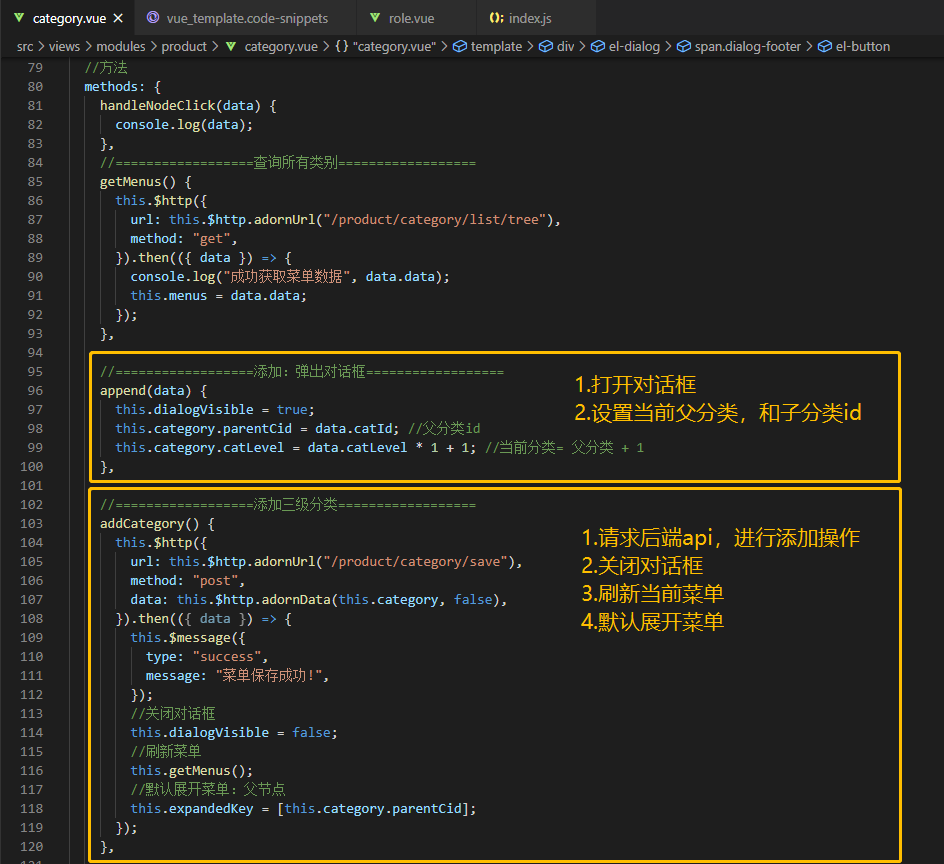 category.vue vue_template.code-snippets role.vue index.js
src > views > modules > product > category.vue > {} "category.vue" > template > div > el-dialog > span.dialog-footer > el-button
79 //方法
80 methods: {
81 handleNodeClick(data) {
82 console.log(data);
83 },
84 //==================查询所有类别==================
85 getMenus() {
86 this.$http({
87 url: this.$http.adornUrl("/product/category/list/tree"),
88 method: "get",
89 }).then(({ data }) => {
90 console.log("成功获取菜单数据", data.data);
91 this.menus = data.data;
92 });
93 },
94
95 //==================添加：弹出对话框==================
96 append(data) {
97 this.dialogVisible = true;
98 this.category.parentCid = data.catId; //父分类id
99 this.category.catLevel = data.catLevel * 1 + 1; //当前分类= 父分类 + 1
100 },
1.打开对话框
2.设置当前父分类，和子分类id
101
102 //==================添加三级分类==================
103 addCategory() {
104 this.$http({
105 url: this.$http.adornUrl("/product/category/save"),
106 method: "post",
107 data: this.$http.adornData(this.category, false),
108 }).then(({ data }) => {
109 this.$message({
110 type: "success",
111 message: "菜单保存成功!",
112 });
113 //关闭对话框
114 this.dialogVisible = false;
115 //刷新菜单
116 this.getMenus();
117 //默认展开菜单：父节点
118 this.expandedKey = [this.category.parentCid];
119 });
120 },
1.请求后端api，进行添加操作
2.关闭对话框
3.刷新当前菜单
4.默认展开菜单